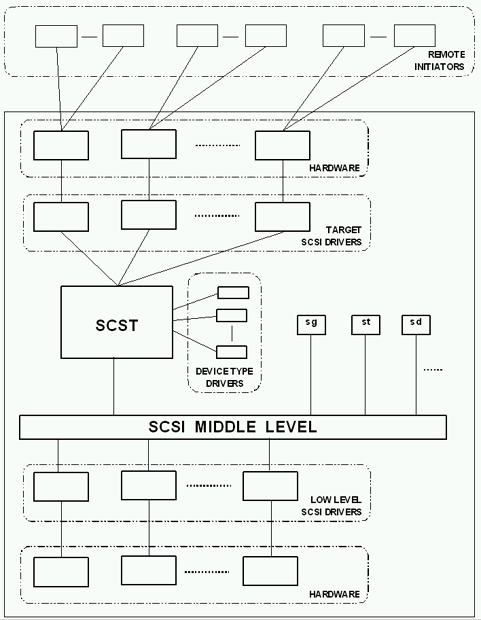 REMOTE
INITIATORS
HARDWARE
TARGET
SCSI DRIVERS
SCST
DEVICE TYPE
DRIVERS
sg st sd
SCSI MIDDLE LEVEL
LOW LEVEL
SCSI DRIVERS
HARDWARE